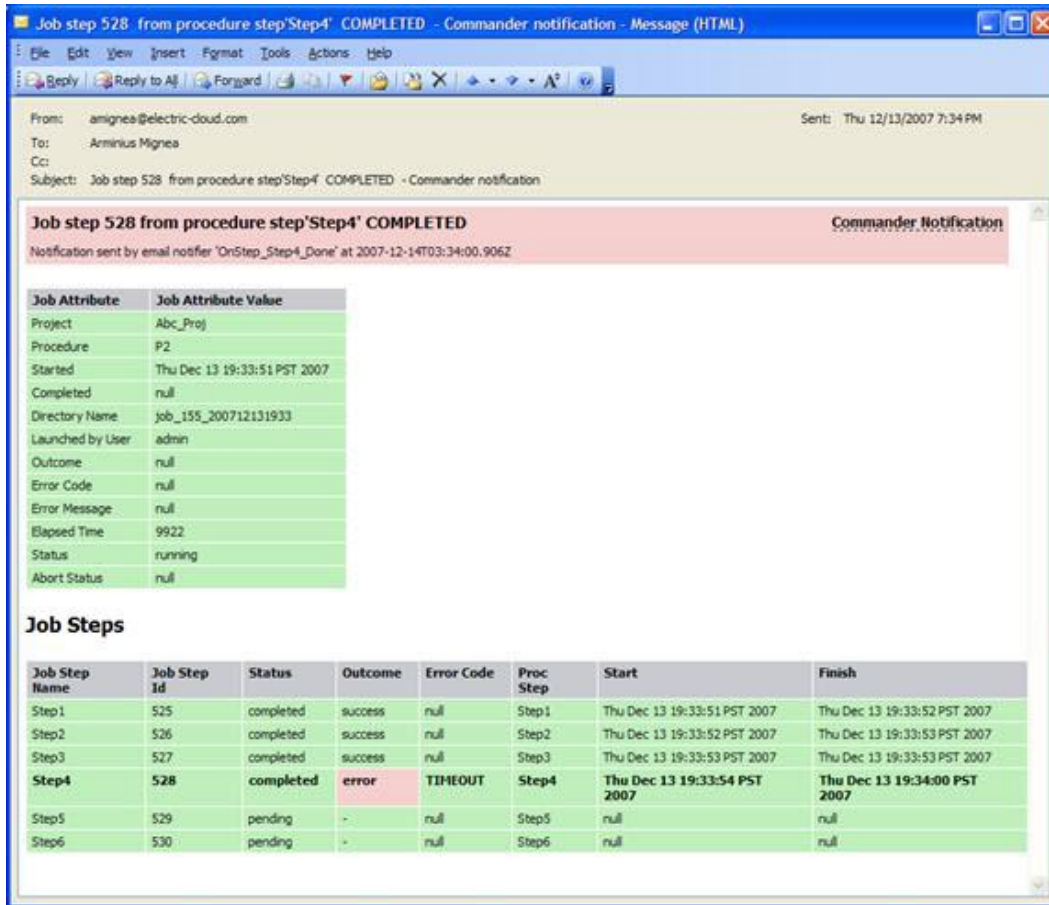 Job step 528 from procedure step'Step4' COMPLETED - Commander notification - Message (HTML)
File Edit View Insert Format Tools Actions Help
Reply Reply to All Forward
From: amignea@electric-cloud.com Sent: Thu 12/13/2007 7:34 PM
To: Arminius Mignea
Cc:
Subject: Job step 528 from procedure step'Step4' COMPLETED - Commander notification
Job step 528 from procedure step'Step4' COMPLETED Commander Notification
Notification sent by email notifier 'OnStep_Step4_Done' at 2007-12-14T03:34:00.906Z
Job Attribute Job Attribute Value
Project Abc_Proj
Procedure P2
Started Thu Dec 13 19:33:51 PST 2007
Completed null
Directory Name job_155_200712131933
Launched by User admin
Outcome null
Error Code null
Error Message null
Elapsed Time 9922
Status running
Abort Status null
Job Steps
Job Step Name Job Step Id Status Outcome Error Code Proc Step Start Finish
Step1 525 completed success null Step1 Thu Dec 13 19:33:51 PST 2007 Thu Dec 13 19:33:52 PST 2007
Step2 526 completed success null Step2 Thu Dec 13 19:33:52 PST 2007 Thu Dec 13 19:33:53 PST 2007
Step3 527 completed success null Step3 Thu Dec 13 19:33:53 PST 2007 Thu Dec 13 19:33:53 PST 2007
Step4 528 completed error TIMEOUT Step4 Thu Dec 13 19:33:54 PST 2007 Thu Dec 13 19:34:00 PST 2007
Step5 529 pending - null Step5 null null
Step6 530 pending - null Step6 null null